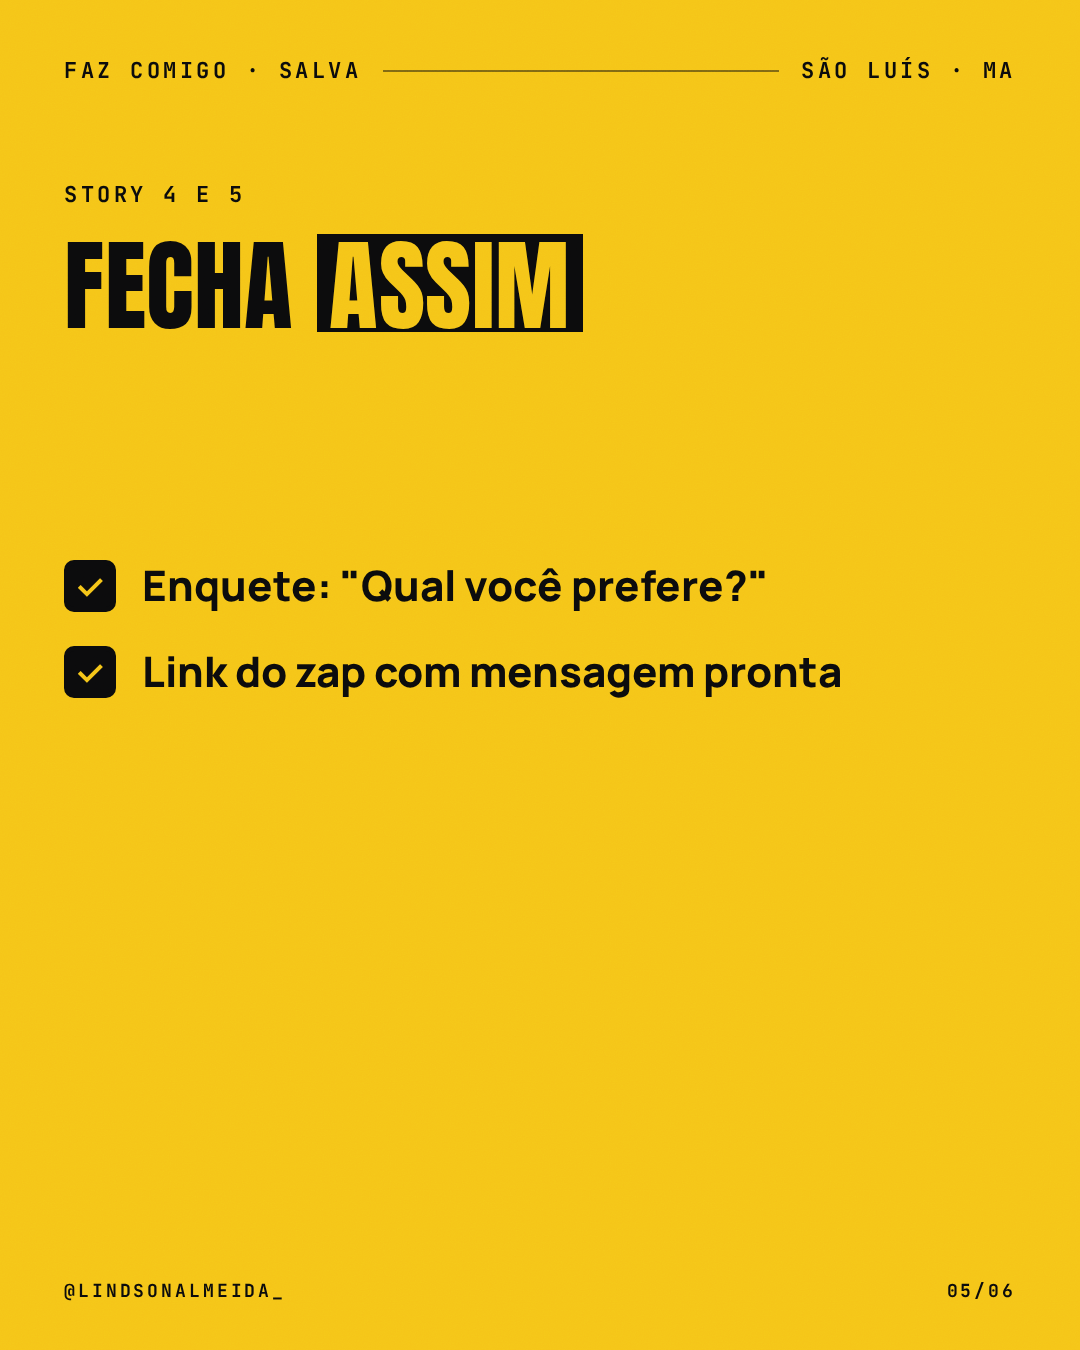 FAZ COMIGO · SALVA SÃO LUÍS · MA
STORY 4 E 5
FECHA ASSIM
Enquete: "Qual você prefere?"
Link do zap com mensagem pronta
@LINDSONALMEIDA_ 05/06